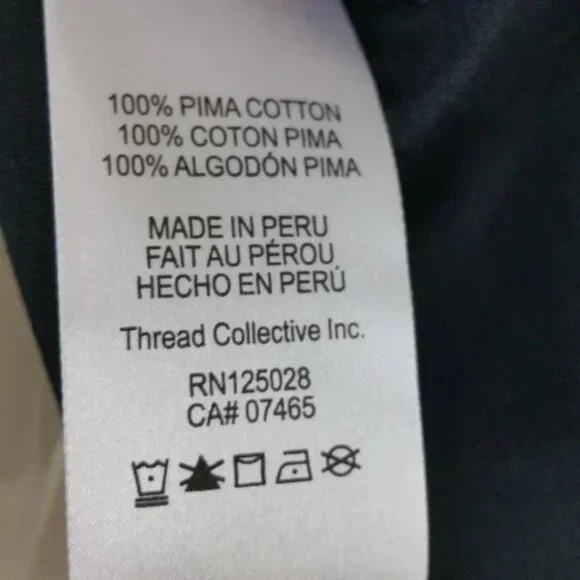 100% PIMA COTTON
100% COTON PIMA
100% ALGODÓN PIMA
MADE IN PERU
FAIT AU PÉROU
HECHO EN PERÚ
Thread Collective Inc.
RN125028
CA# 07465